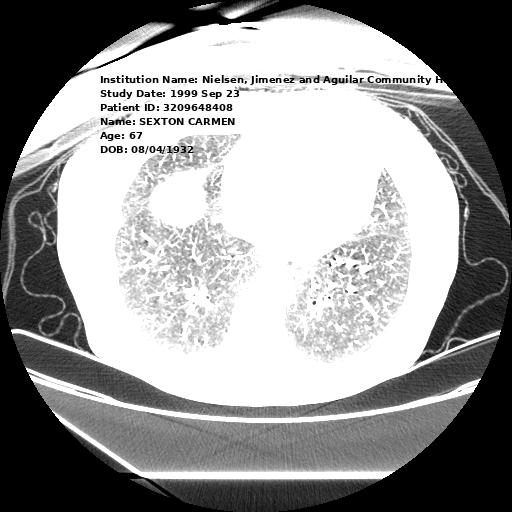 Institution Name: Nielsen, Jimenez and Aguilar Community H
Study Date: 1999 Sep 23
Patient ID: 3209648408
Name: SEXTON CARMEN
Age: 67
DOB: 08/04/1932